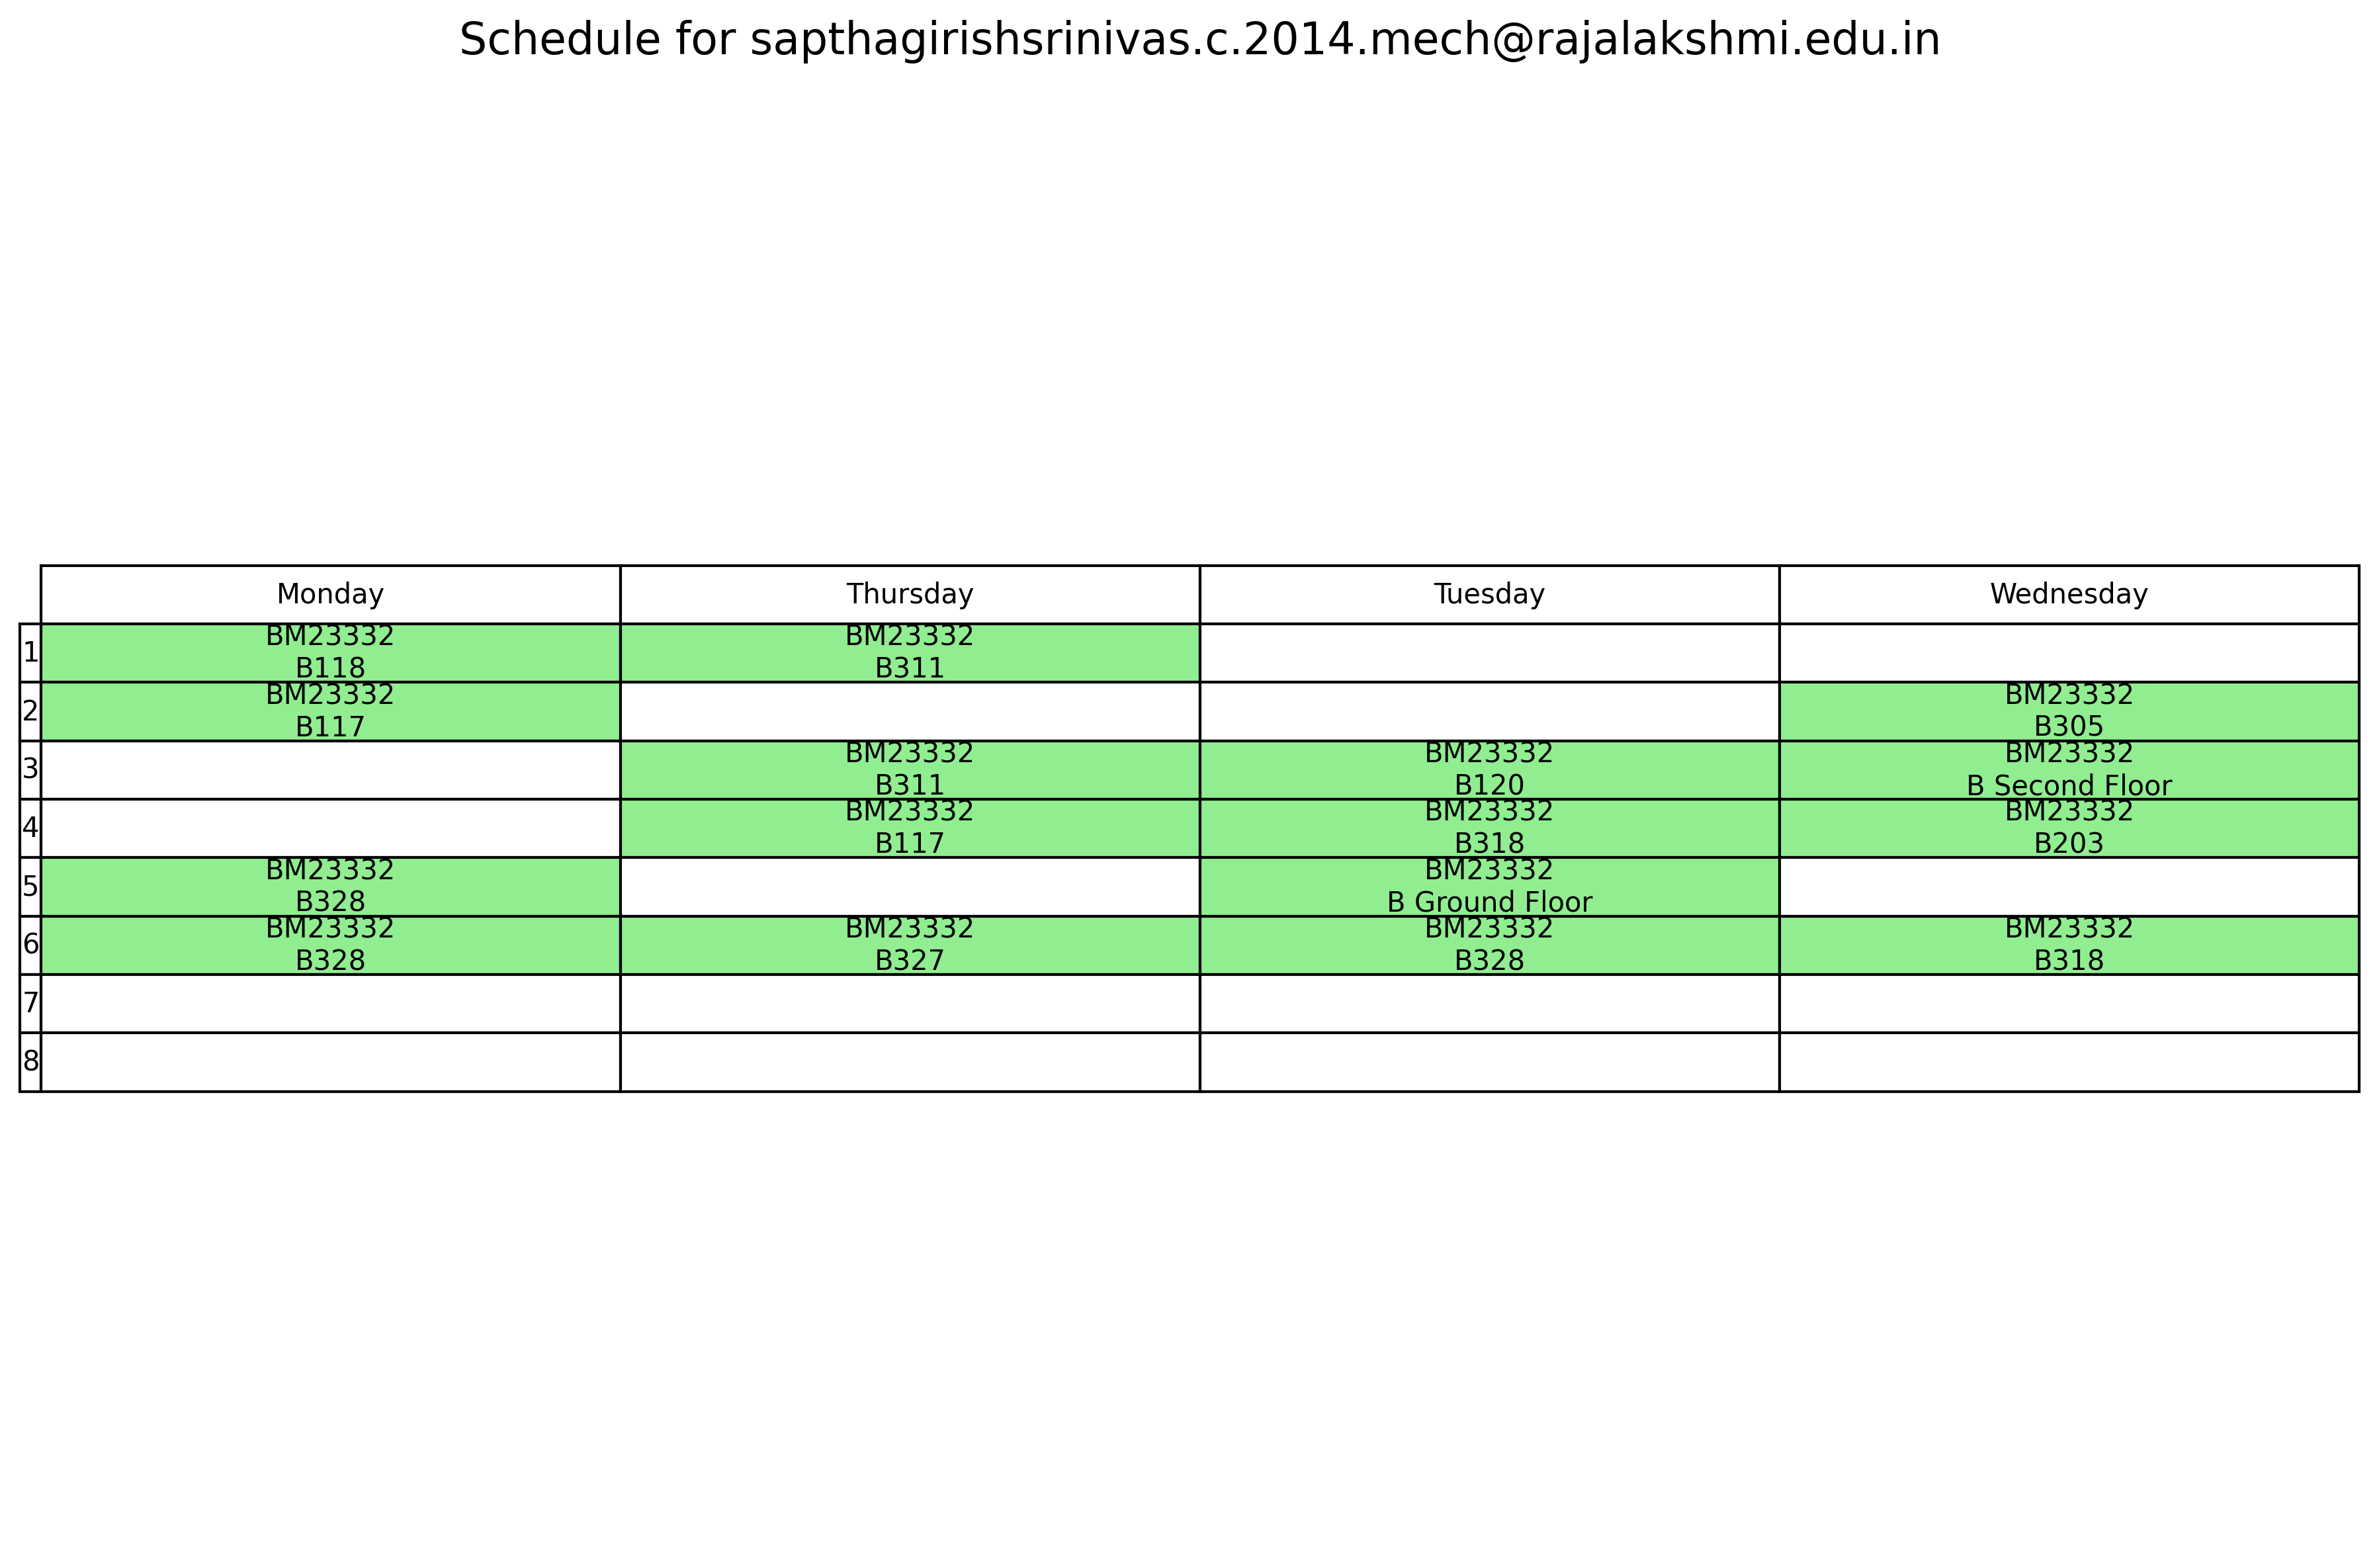 Schedule for sapthagirishsrinivas.c.2014.mech@rajalakshmi.edu.in
Monday Thursday Tuesday Wednesday
1 BM23332 B118 BM23332 B311
2 BM23332 B117 BM23332 B305
3 BM23332 B311 BM23332 B120 BM23332 B Second Floor
4 BM23332 B117 BM23332 B318 BM23332 B203
5 BM23332 B328 BM23332 B Ground Floor
6 BM23332 B328 BM23332 B327 BM23332 B328 BM23332 B318
7
8